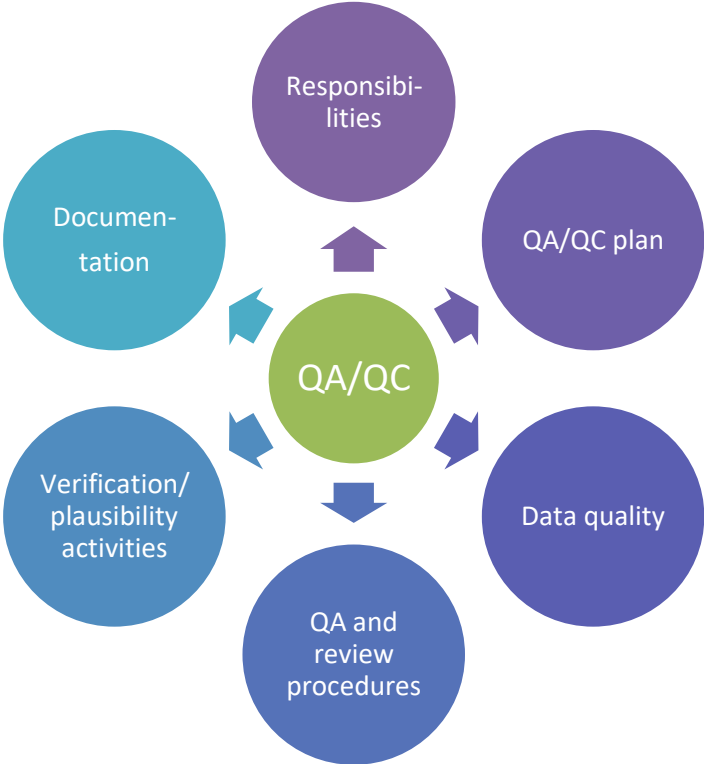 Responsibi-
lities
Documen-
tation
QA/QC plan
QA/QC
Verification/
plausibility
activities
Data quality
QA and
review
procedures